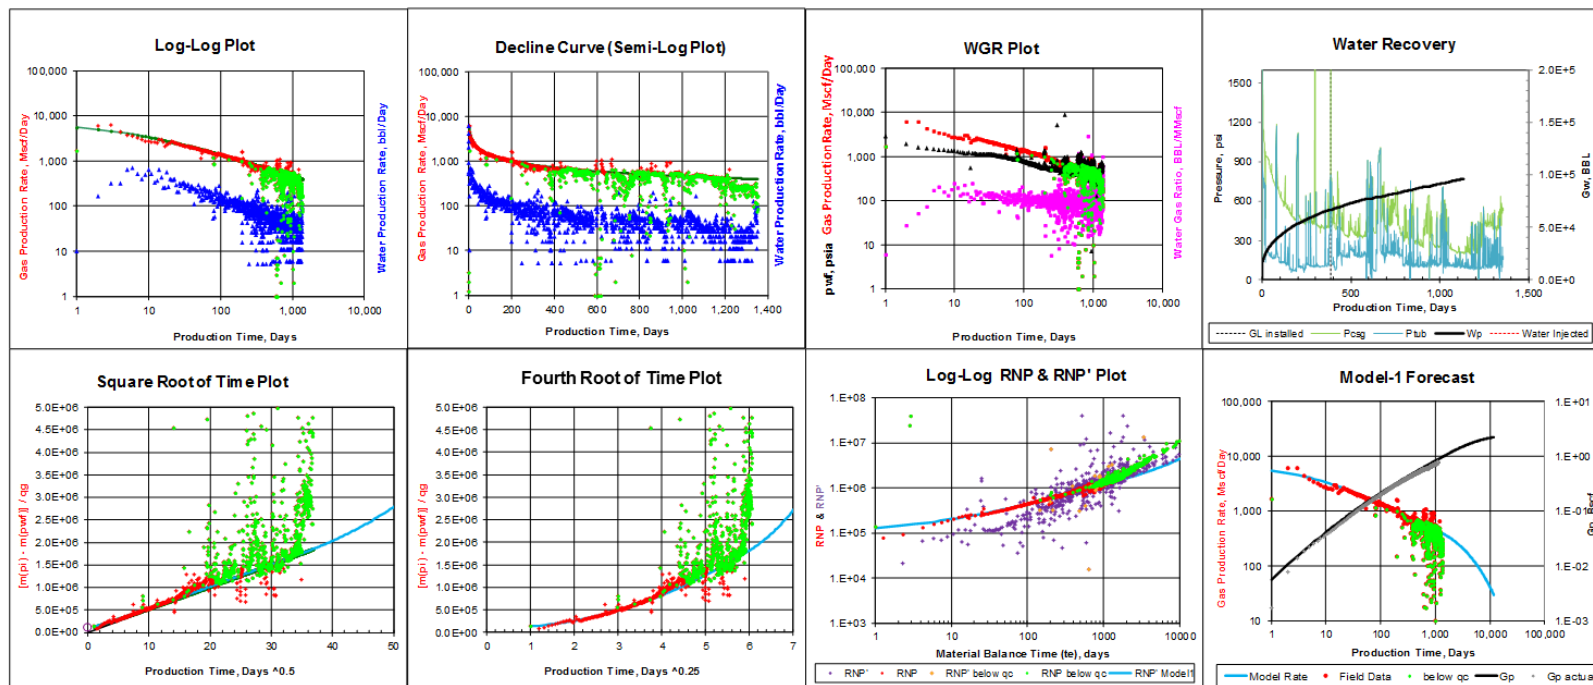 Log-Log Plot
Gas Production Rate, Mscf/Day
100,000
10,000
1,000
100
10
1
1 10 100 1,000 10,000
Water Production Rate, bbl/Day
Production Time, Days
Decline Curve (Semi-Log Plot)
Gas Production Rate, Mscf/Day
100,000
10,000
1,000
100
10
1
0 200 400 600 800 1,000 1,200 1,400
Water Production Rate, bbl/Day
Production Time, Days
WGR Plot
pwf, psia Gas Production Rate, Mscf/Day
100,000
10,000
1,000
100
10
1
1 10 100 1,000 10,000
Water Gas Ratio, BBL/MMscf
Production Time, Days
Water Recovery
Pressure, psi
1500
1200
900
600
300
0
0 500 1,000 1,500
2.0E+5
1.5E+5
1.0E+5
5.0E+4
0.0E+0
Gw, BBL
Production Time, Days
GL installed Pcsg Ptub Wp Water Injected
Square Root of Time Plot
[m(pi) - m(pwf)] / qg
5.0E+06
4.5E+06
4.0E+06
3.5E+06
3.0E+06
2.5E+06
2.0E+06
1.5E+06
1.0E+06
5.0E+05
0.0E+00
0 10 20 30 40 50
Production Time, Days ^0.5
Fourth Root of Time Plot
[m(pi) - m(pwf)] / qg
5.0E+06
4.5E+06
4.0E+06
3.5E+06
3.0E+06
2.5E+06
2.0E+06
1.5E+06
1.0E+06
5.0E+05
0.0E+00
0 1 2 3 4 5 6 7
Production Time, Days ^0.25
Log-Log RNP & RNP' Plot
RNP & RNP'
1.E+08
1.E+07
1.E+06
1.E+05
1.E+04
1.E+03
1 10 100 1000 10000
Material Balance Time (te), days
RNP' RNP RNP' below qc RNP below qc RNP' Model1
Model-1 Forecast
Gas Production Rate, Mscf/Day
100,000
10,000
1,000
100
10
1 10 100 1,000 10,000 100,000
1.E+01
1.E+00
1.E-01
1.E-02
1.E-03
Gp, Bscf
Production Time, Days
Model Rate Field Data below qc Gp Gp actual